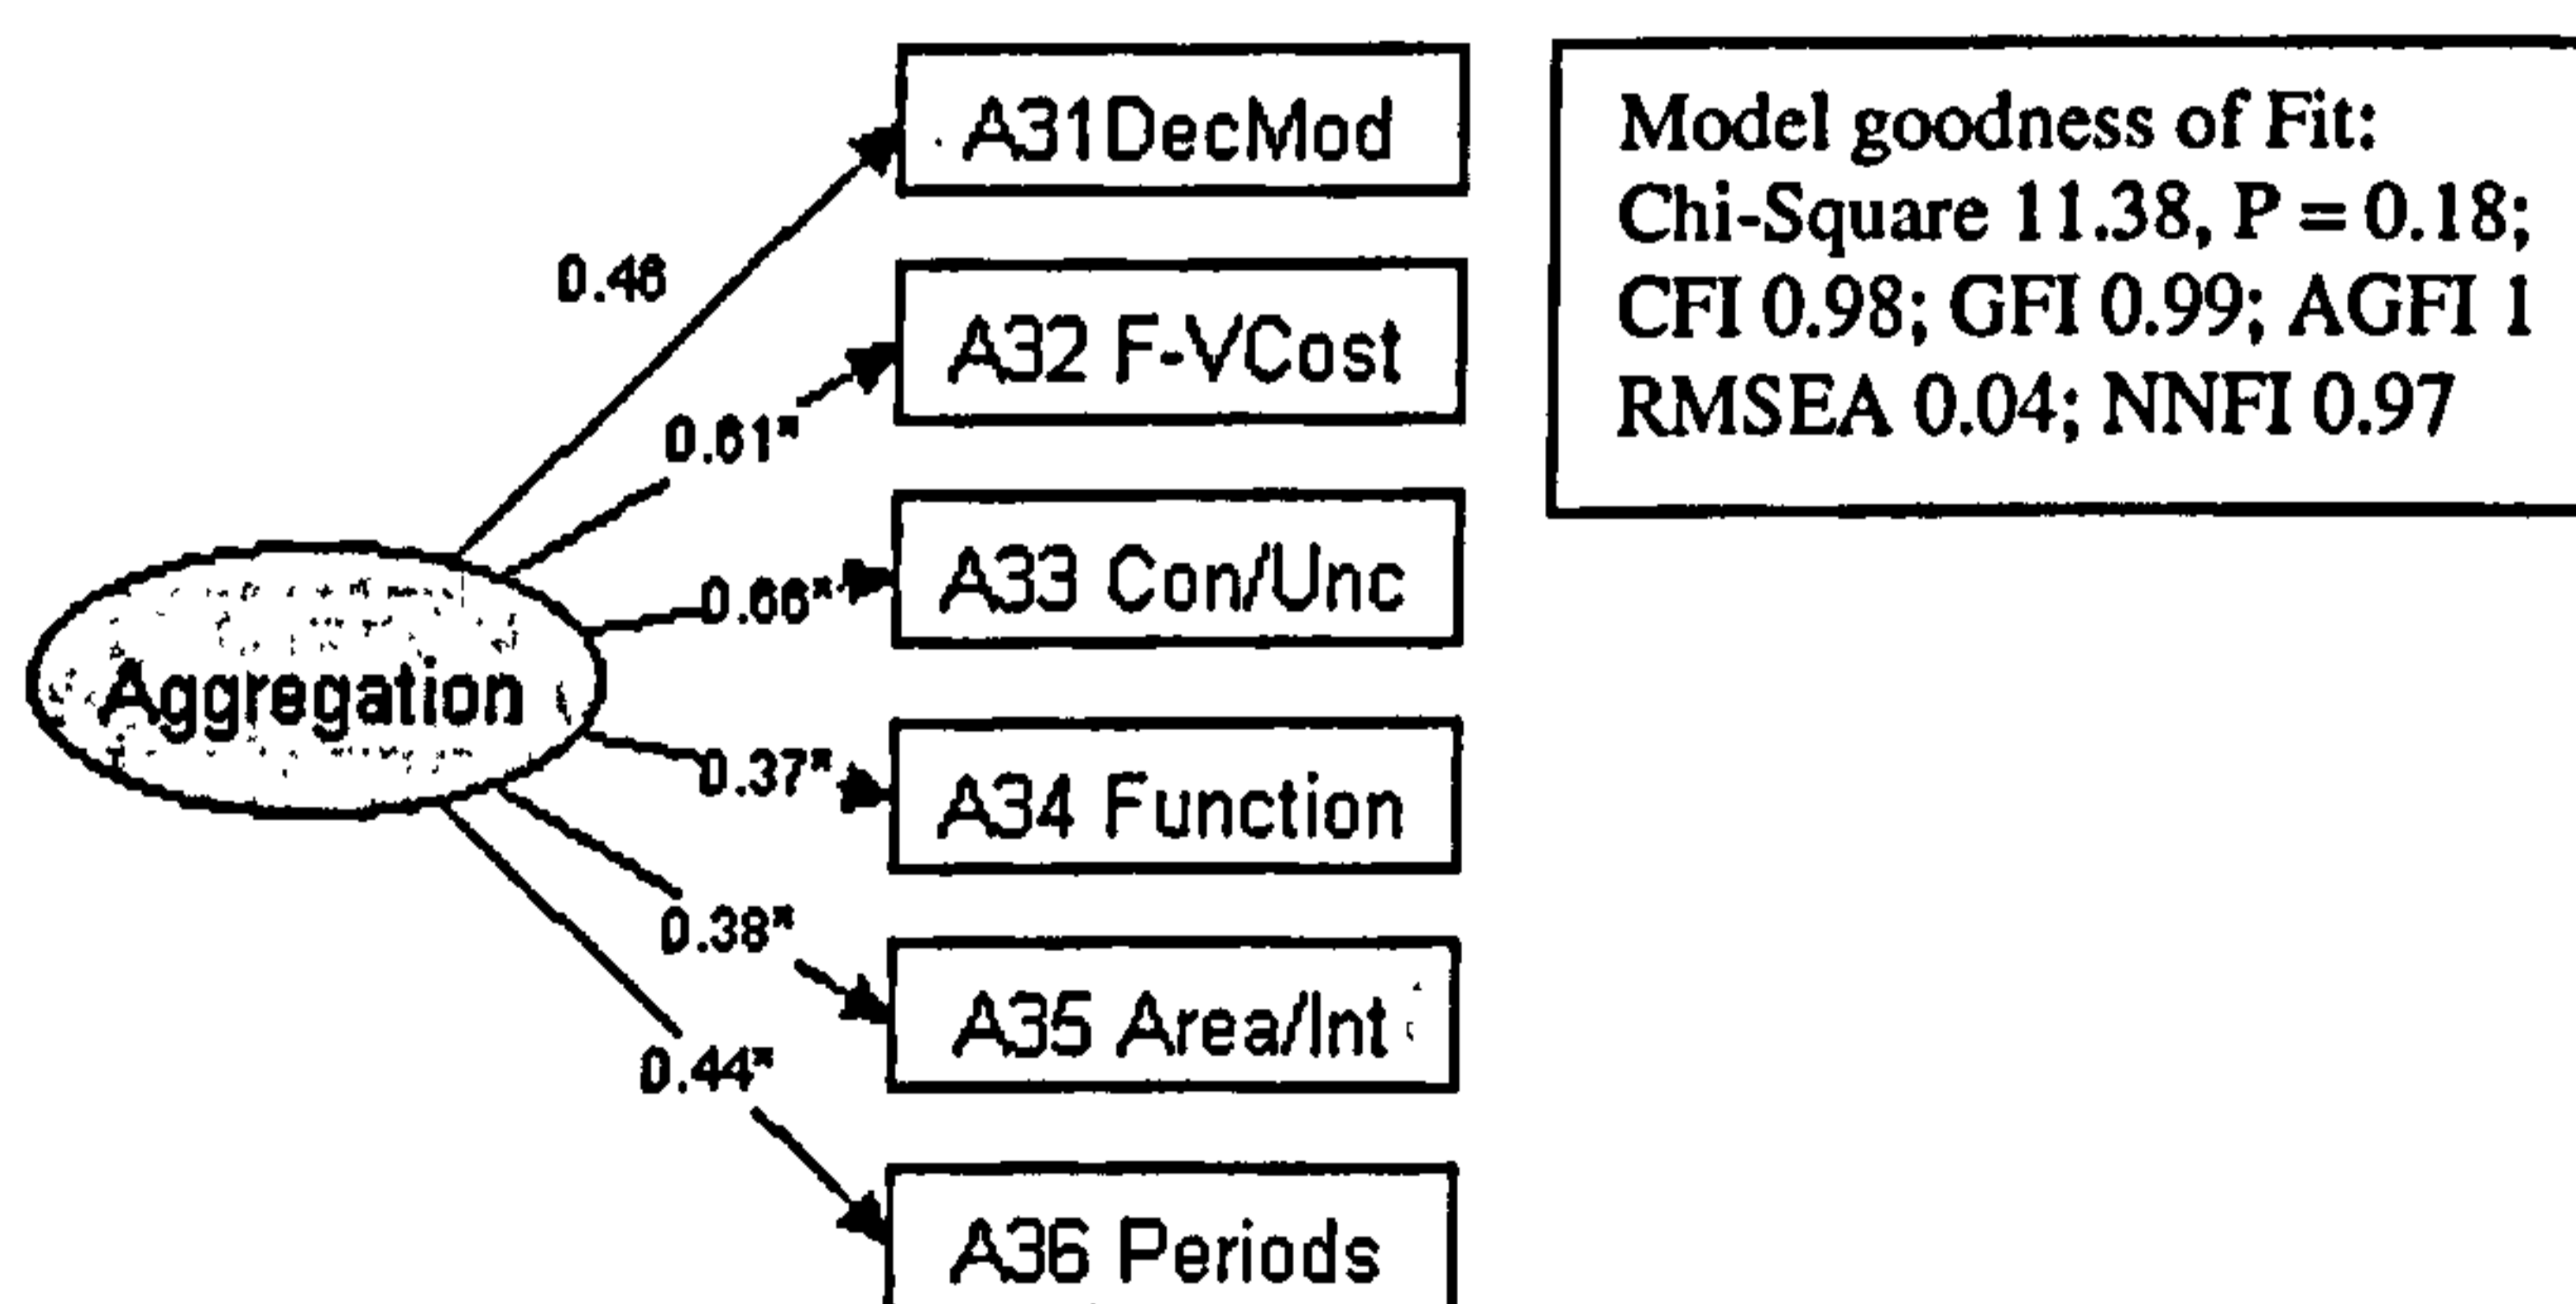 A31DecMod
Model goodness of Fit:
Chi-Square 11.38, P = 0.18;
CFI 0.98; GFI 0.99; AGFI 1
RMSEA 0.04; NNFI 0.97
0.46
A32 F-VCost
0.61*
A33 Con/Unc
0.66*
Aggregation
0.37*
A34 Function
0.38*
A35 Area/Int
0.44*
A36 Periods